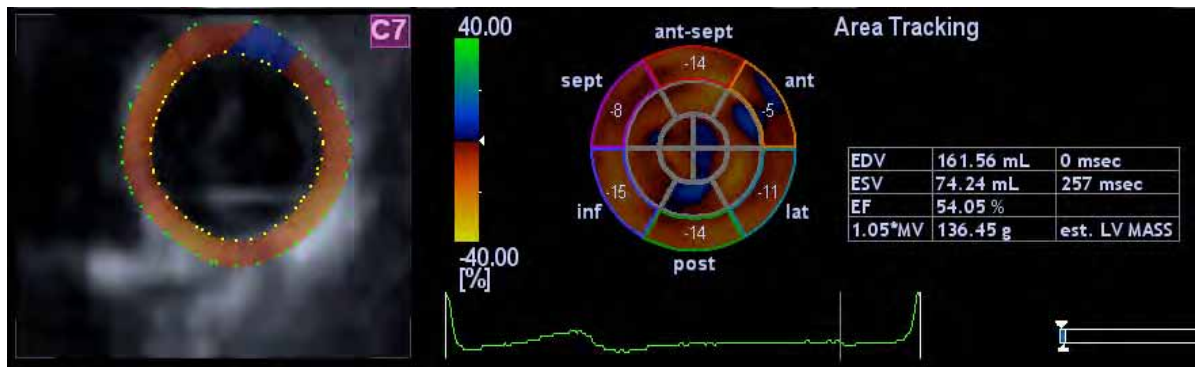 C7
40.00
-40.00
[%]
ant-sept
sept
ant
inf
lat
post
-14
-8
-5
-15
-11
-14
Area Tracking
EDV 161.56 mL 0 msec
ESV 74.24 mL 257 msec
EF 54.05 %
1.05*MV 136.45 g est. LV MASS